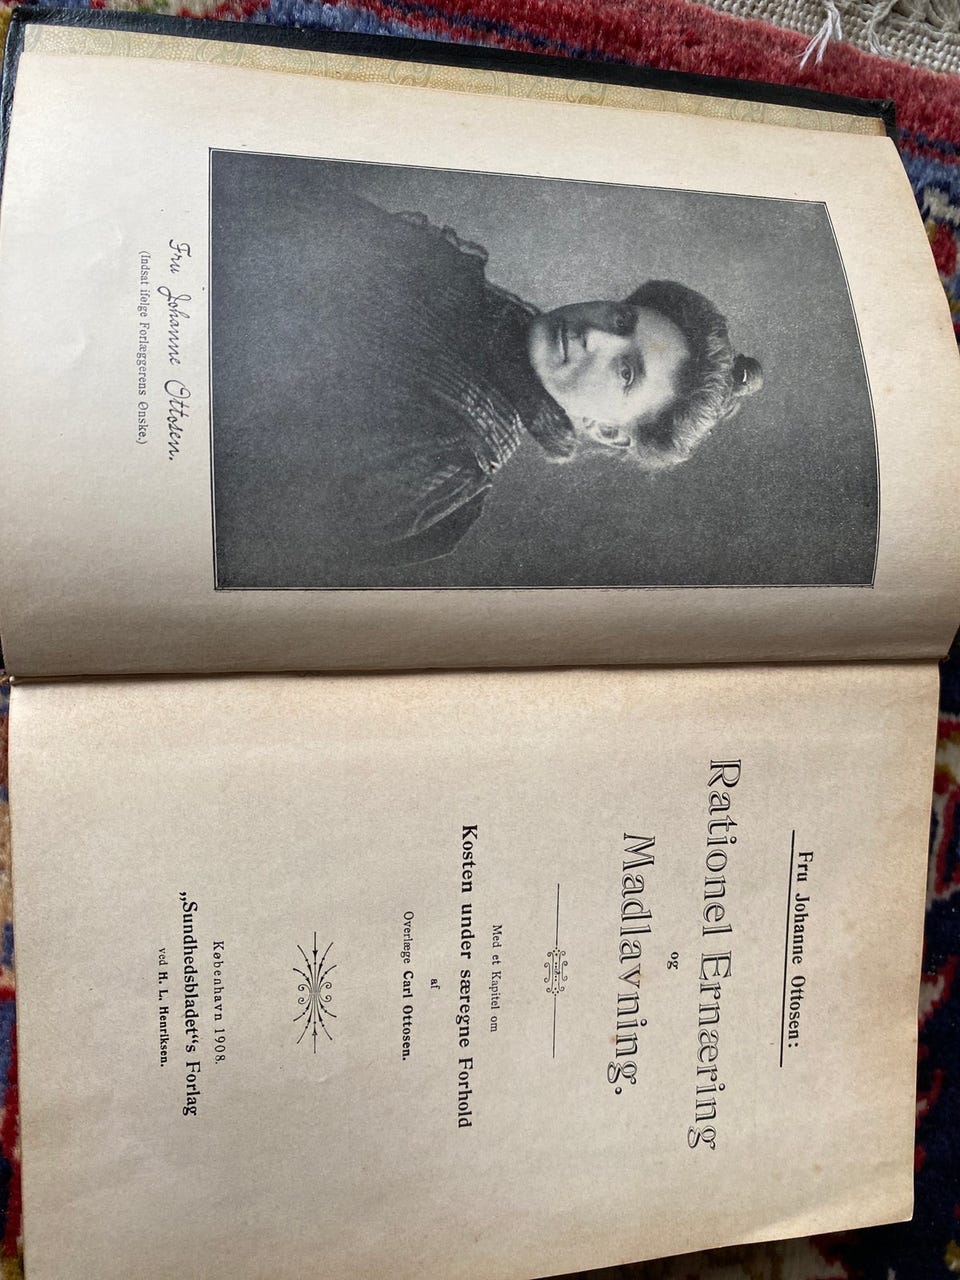 Fru Johanne Ottosen.
(Indsat ifølge Forlæggerens Ønske.)
Fru Johanne Ottosen:
Rationel Ernæring
og
Madlavning.
Med et Kapitel om
Kosten under særegne Forhold
af
Overlæge Carl Ottosen.
København 1908.
„Sundhedsbladet“s Forlag
ved H. L. Henriksen.